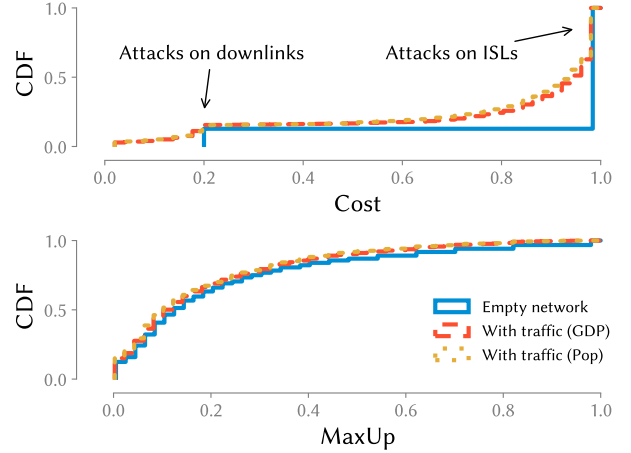 1.0
Attacks on downlinks
Attacks on ISLs
CDF
0.5
0.0
0.0 0.2 0.4 0.6 0.8 1.0
Cost
1.0
CDF
0.5
Empty network
With traffic (GDP)
With traffic (Pop)
0.0
0.0 0.2 0.4 0.6 0.8 1.0
MaxUp